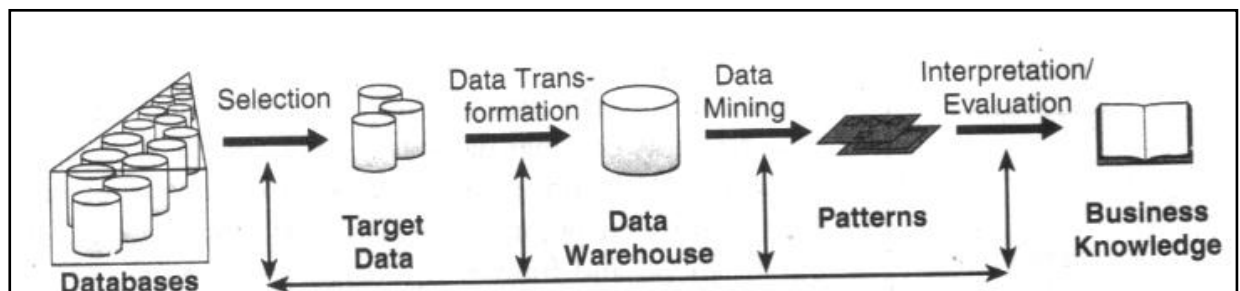 Selection
Data Trans-
formation
Data
Mining
Interpretation/
Evaluation
Databases
Target
Data
Data
Warehouse
Patterns
Business
Knowledge